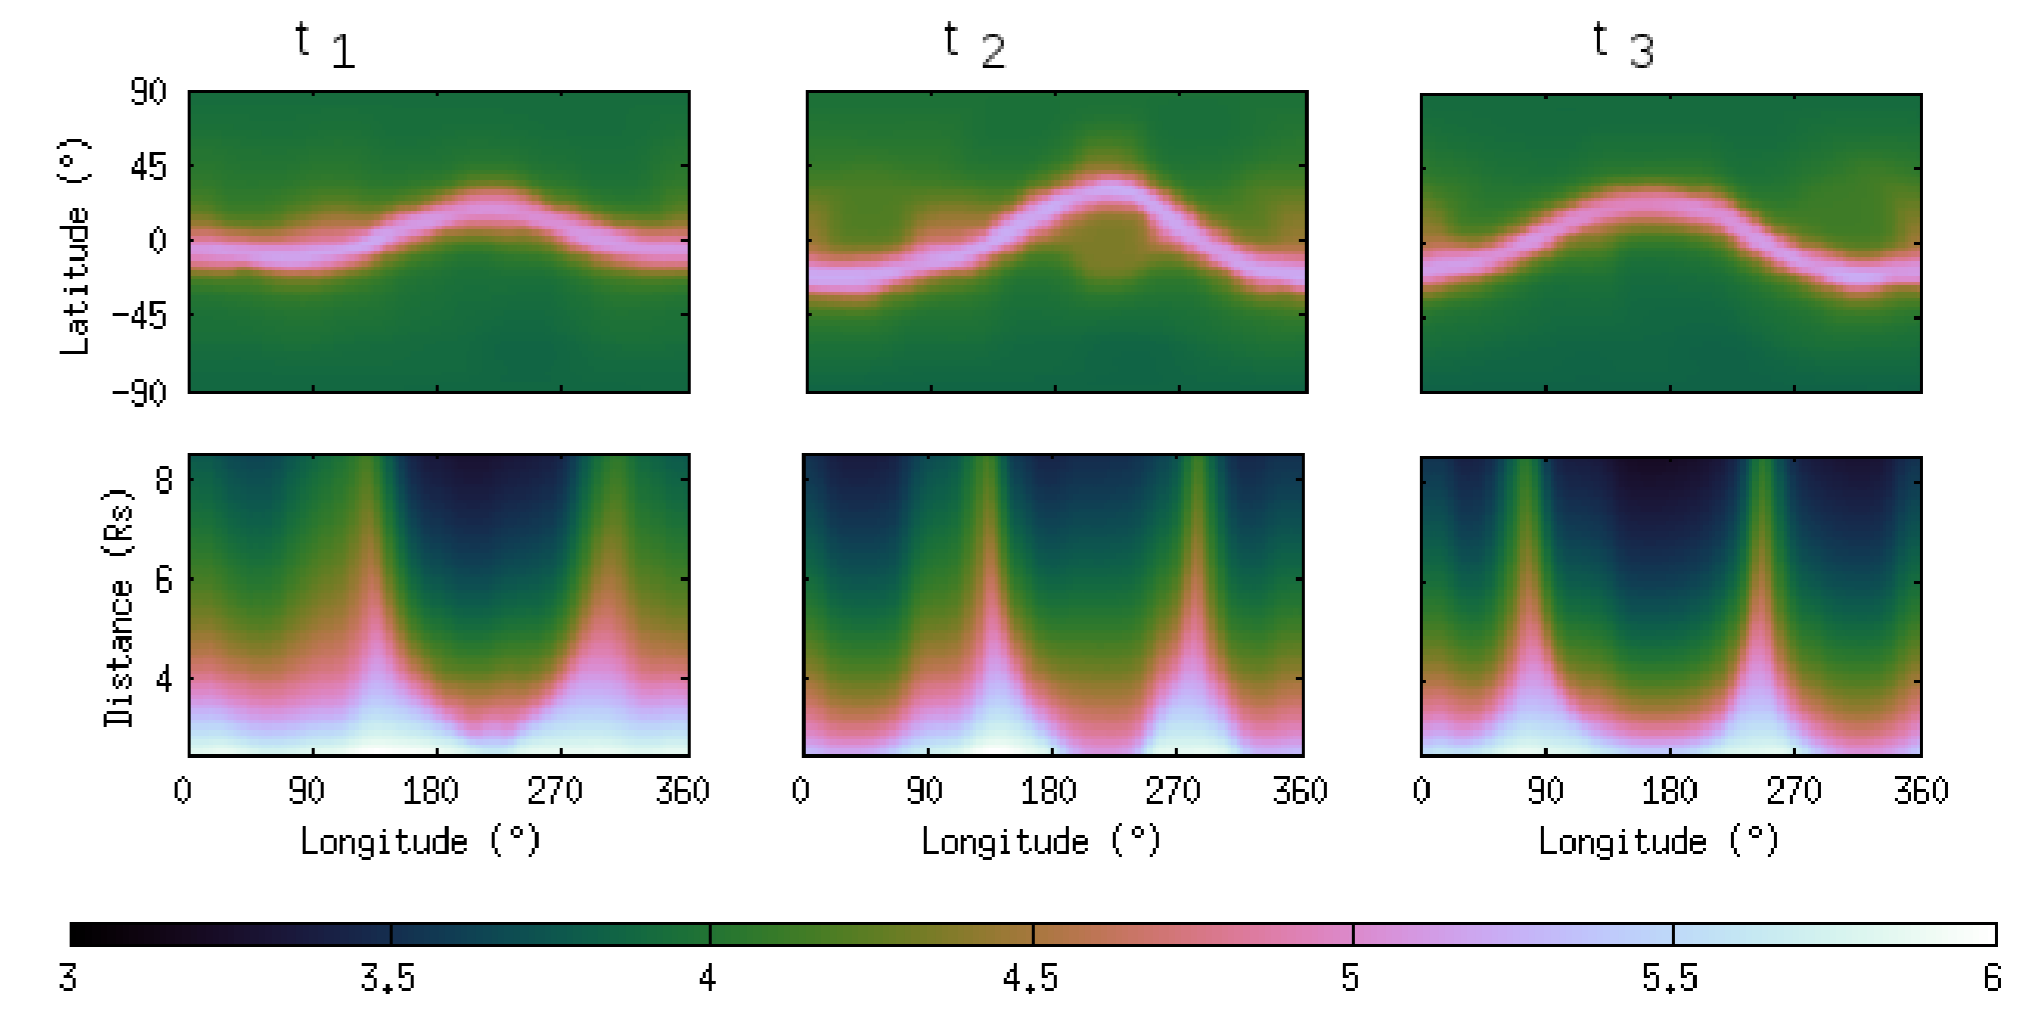 t 1 t 2 t 3
90
45
0
-45
-90
Latitude (°)
8
6
4
Distance (Rs)
0 90 180 270 360 0 90 180 270 360 0 90 180 270 360
Longitude (°) Longitude (°) Longitude (°)
3 3.5 4 4.5 5 5.5 6